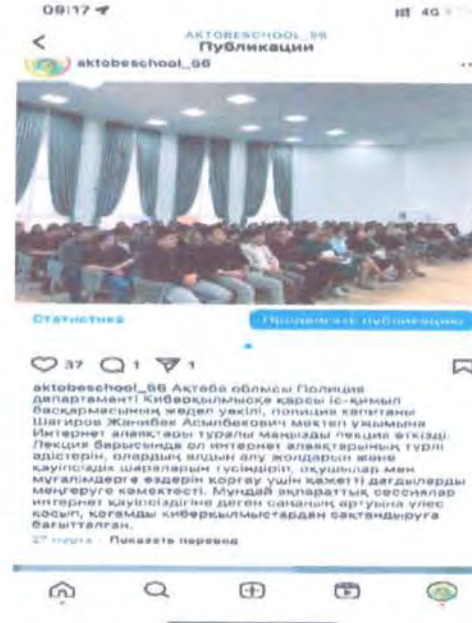 09:17
4G
AKTOBESCHOOL_56
Публикации
aktobeschool_56
Статистика
Продвигать публикацию
37 1 1
aktobeschool_56 Ақтөбе облысы Полиция
департаменті Киберқылмысқа қарсы іс-қимыл
басқармасының жедел уәкілі, полиция капитаны
Шагиров Жанибек Асылбекович мектеп ұжымына
Интернет алаяқтары туралы маңызды лекция өткізді.
Лекция барысында ол интернет алаяқтарының түрлі
әдістерін, олардың алдын алу жолдарын және
қауіпсіздік шараларын түсіндіріп, оқушылар мен
мұғалімдерге өздерін қорғау үшін қажетті дағдыларды
меңгеруге көмектесті. Мұндай ақпараттық сессиялар
интернет қауіпсіздігіне деген сананың артуына үлес
қосып, қоғамды киберқылмыстардан сақтандыруға
бағытталған.
27 марта · Показать перевод